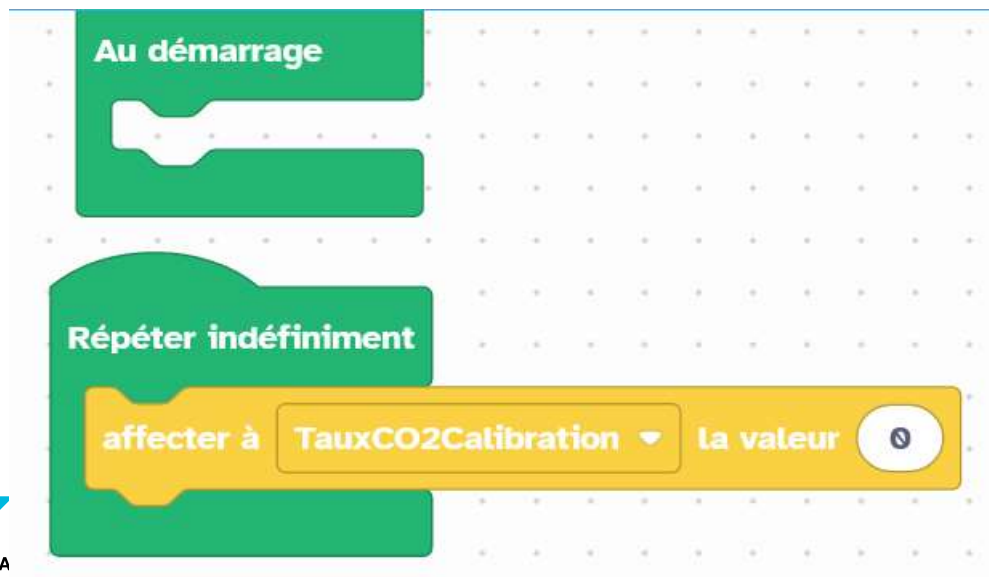 Au démarrage
Répéter indéfiniment
affecter à TauxCO2Calibration la valeur 0
A